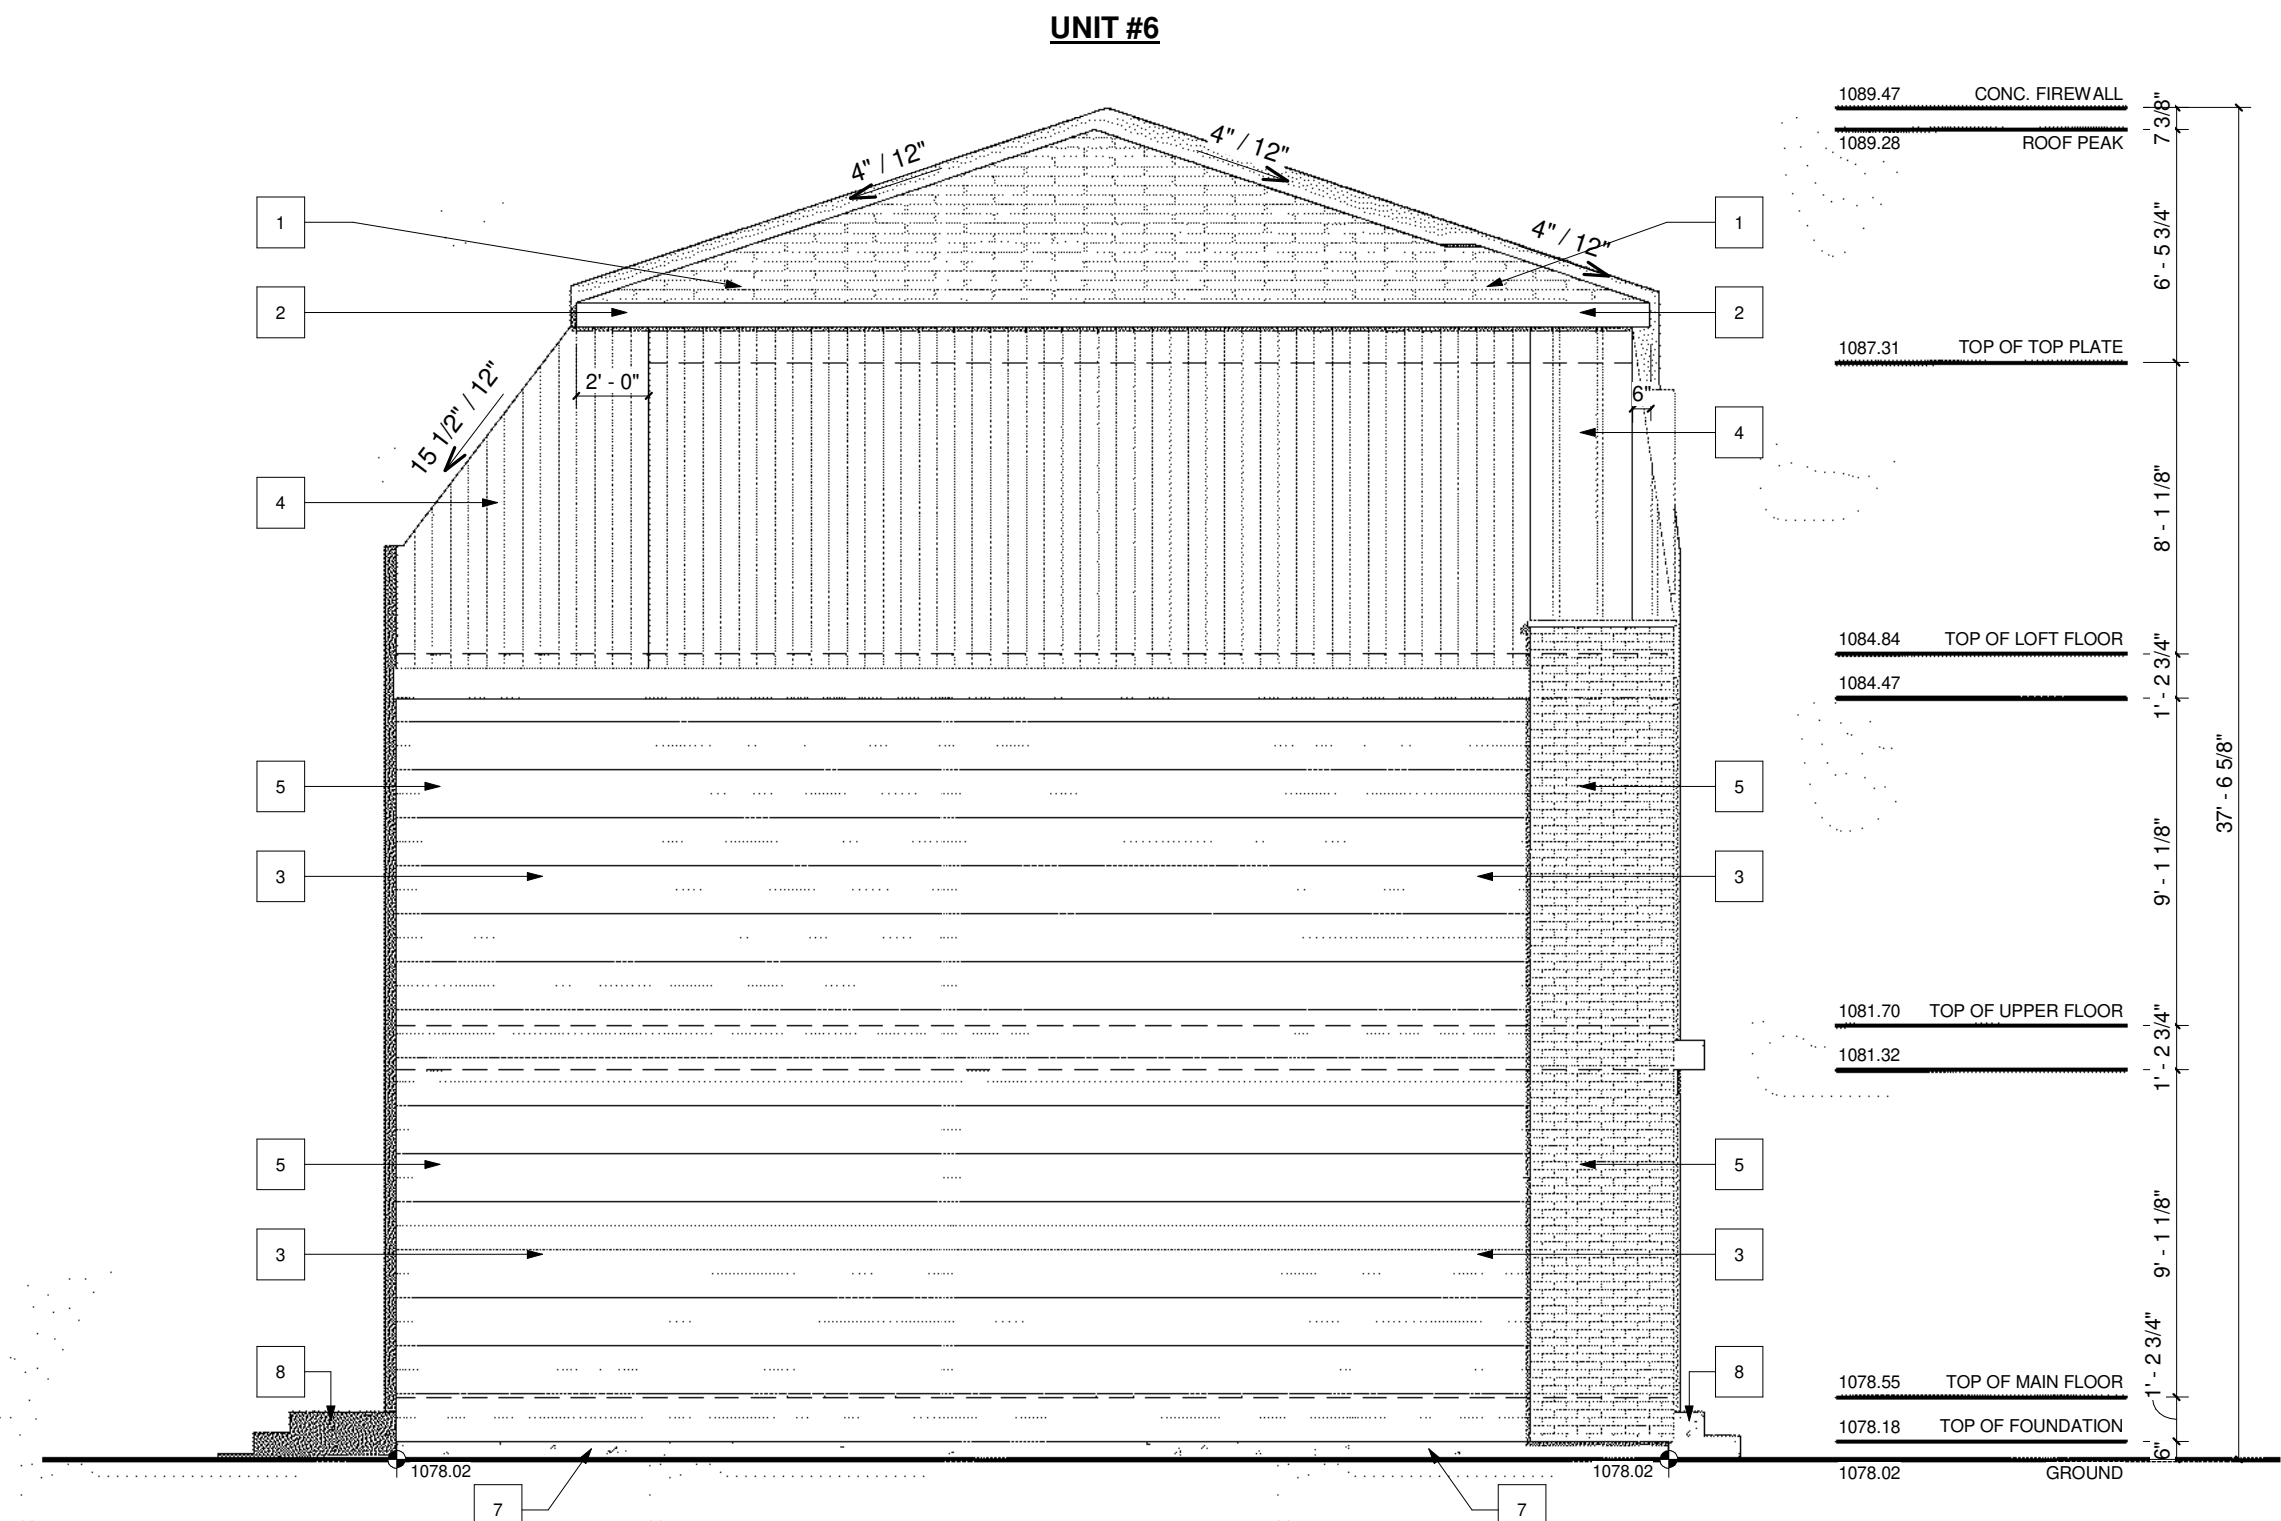 UNIT #6
1089.47 CONC. FIREWALL
7 3/8"
1089.28 ROOF PEAK
4" / 12"
4" / 12"
4" / 12"
6' - 5 3/4"
1
1
2
2
1087.31 TOP OF TOP PLATE
15 1/2" / 12"
2' - 0"
6"
4
4
8' - 1 1/8"
1084.84 TOP OF LOFT FLOOR
1' - 2 3/4"
1084.47
37' - 6 5/8"
5
5
3
3
9' - 1 1/8"
1081.70 TOP OF UPPER FLOOR
1' - 2 3/4"
1081.32
5
5
3
3
9' - 1 1/8"
8
8
1078.55 TOP OF MAIN FLOOR
1' - 2 3/4"
1078.18 TOP OF FOUNDATION
6"
1078.02
1078.02
1078.02 GROUND
7
7